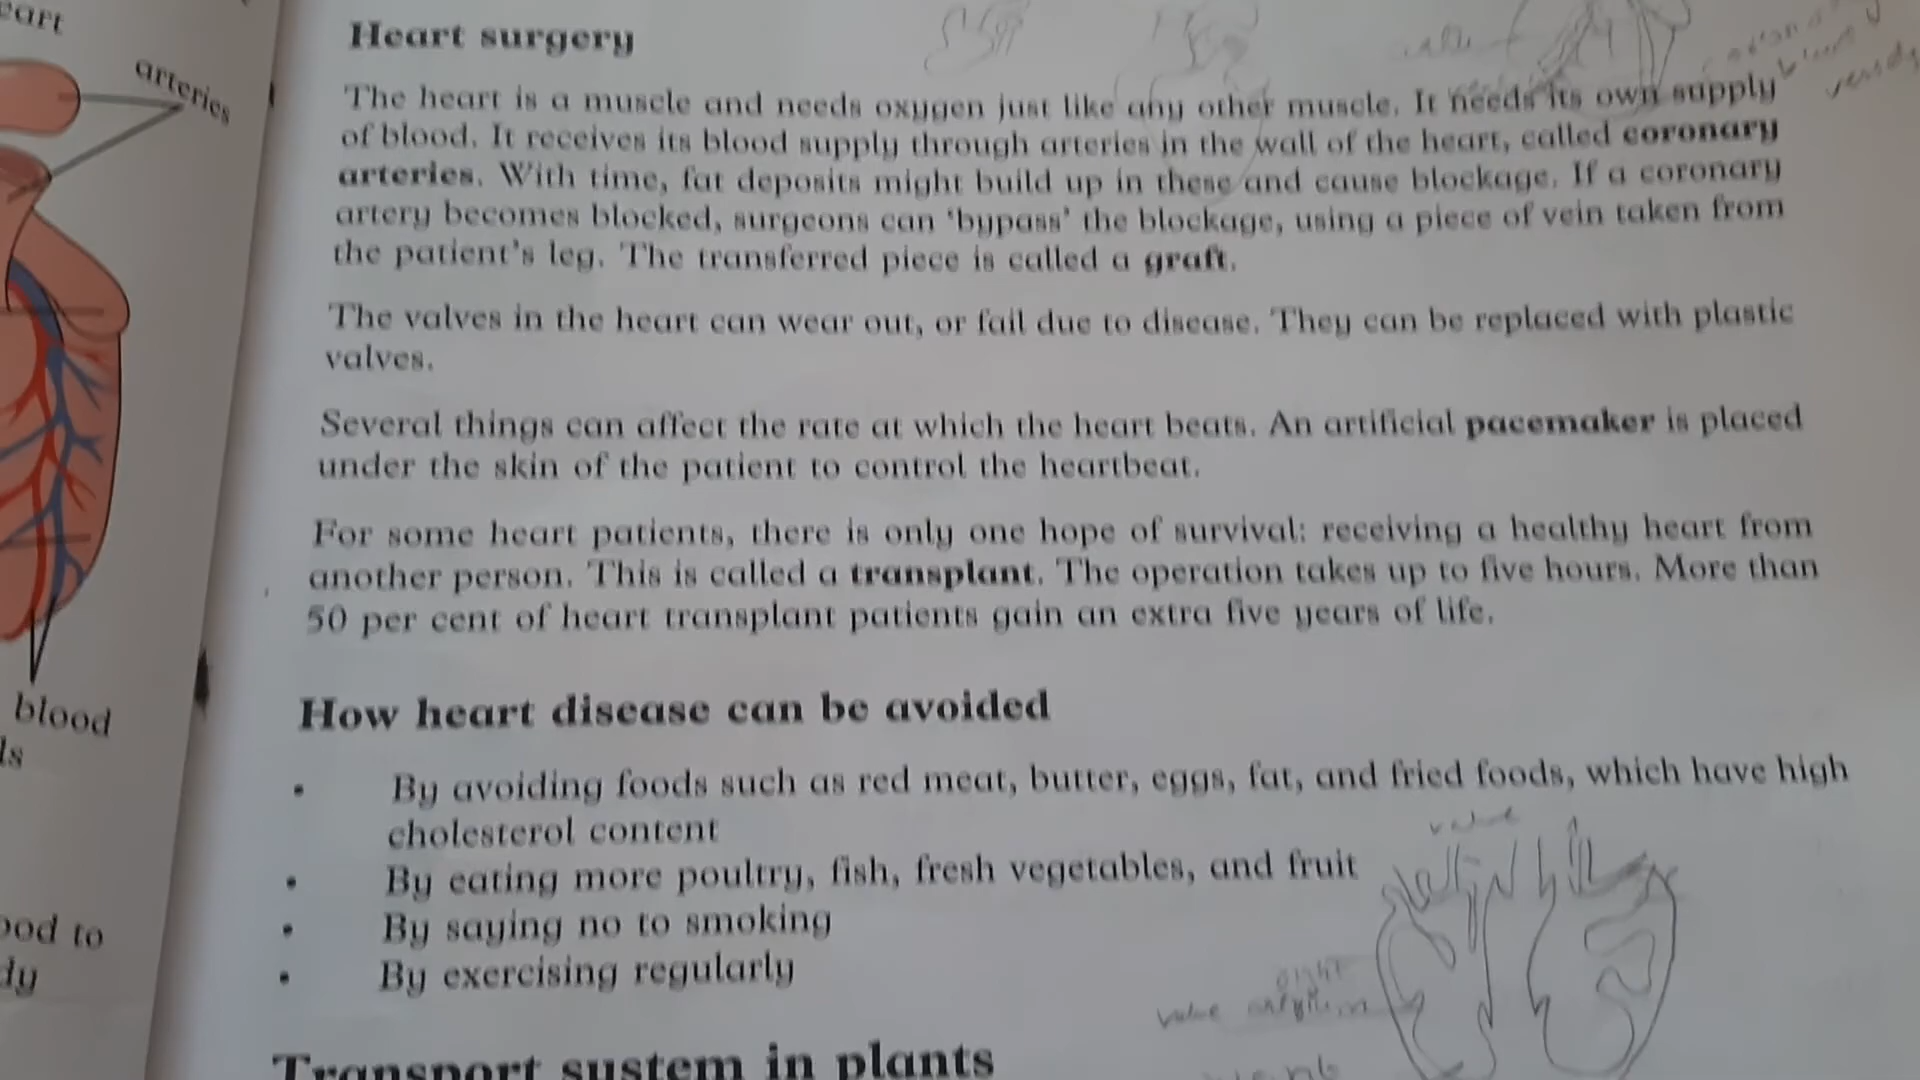 eart
arteries
blood
ls
ood to
dy
Heart surgery
The heart is a muscle and needs oxygen just like any other muscle. It needs its own supply
of blood. It receives its blood supply through arteries in the wall of the heart, called coronary
arteries. With time, fat deposits might build up in these and cause blockage. If a coronary
artery becomes blocked, surgeons can 'bypass' the blockage, using a piece of vein taken from
the patient's leg. The transferred piece is called a graft.
The valves in the heart can wear out, or fail due to disease. They can be replaced with plastic
valves.
Several things can affect the rate at which the heart beats. An artificial pacemaker is placed
under the skin of the patient to control the heartbeat.
For some heart patients, there is only one hope of survival: receiving a healthy heart from
another person. This is called a transplant. The operation takes up to five hours. More than
50 per cent of heart transplant patients gain an extra five years of life.
How heart disease can be avoided
• By avoiding foods such as red meat, butter, eggs, fat, and fried foods, which have high
cholesterol content
• By eating more poultry, fish, fresh vegetables, and fruit
• By saying no to smoking
• By exercising regularly
Transport system in plants